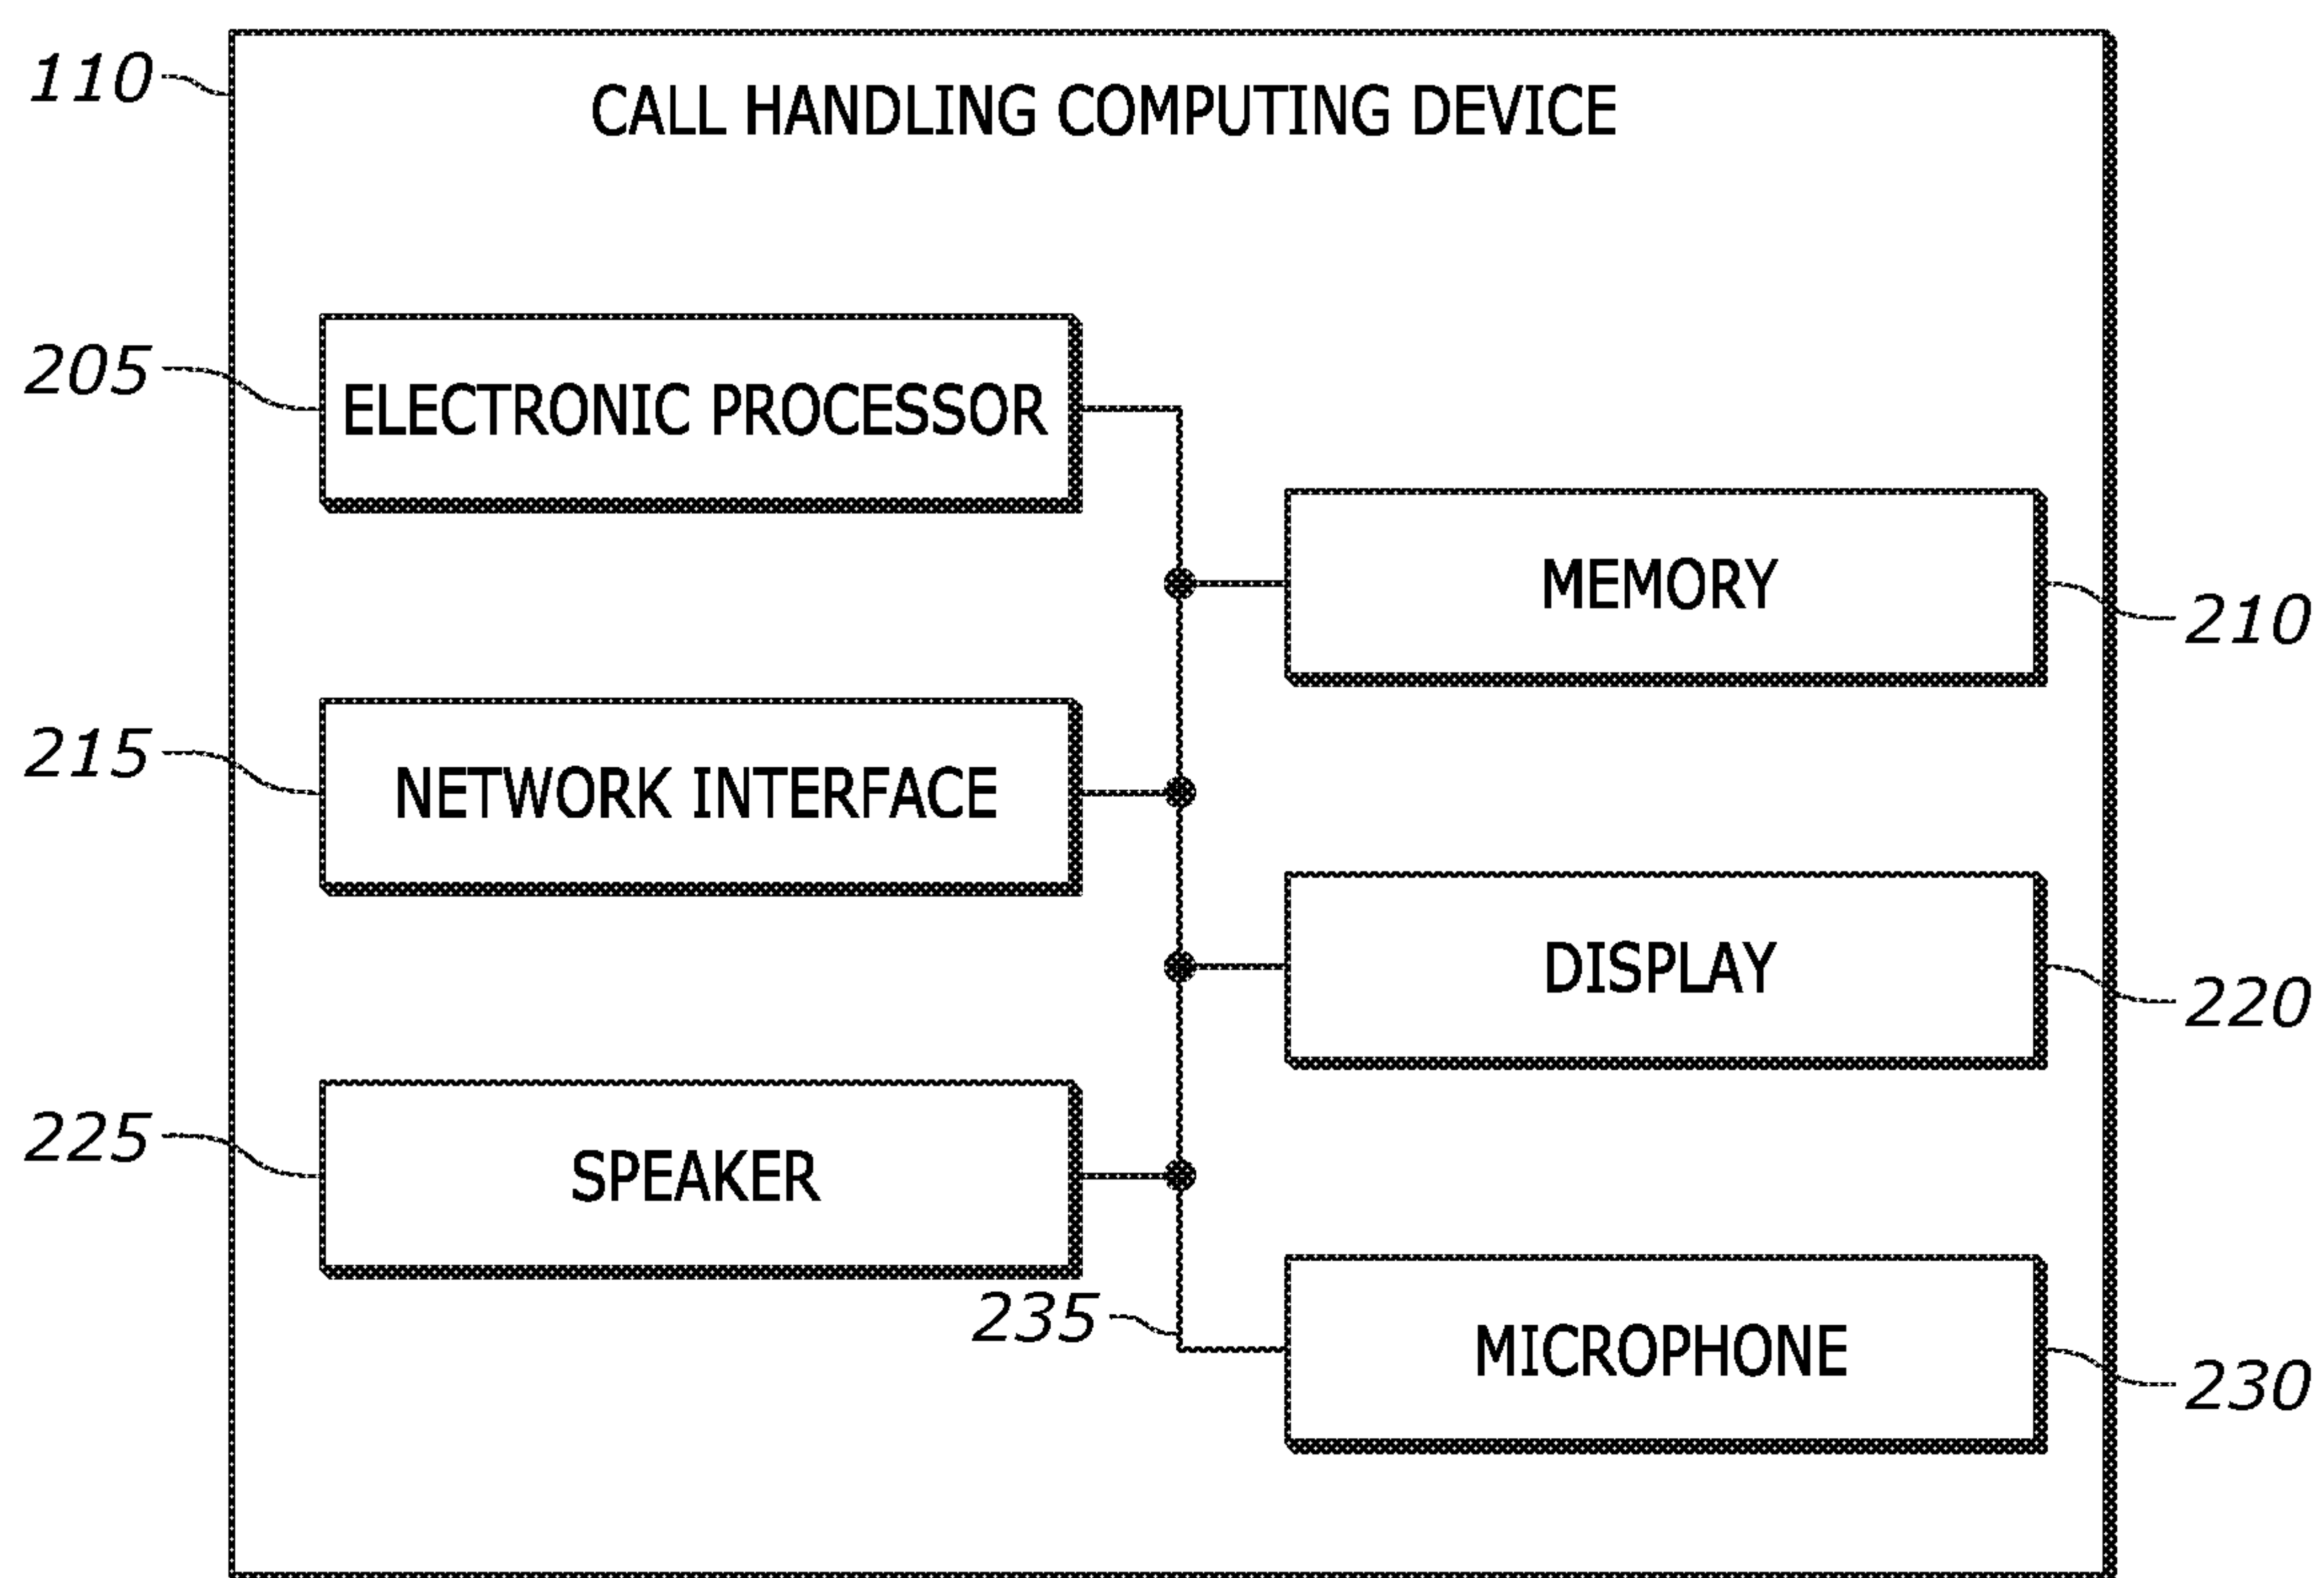 110
CALL HANDLING COMPUTING DEVICE
205
ELECTRONIC PROCESSOR
MEMORY
210
215
NETWORK INTERFACE
DISPLAY
220
225
SPEAKER
235
MICROPHONE
230